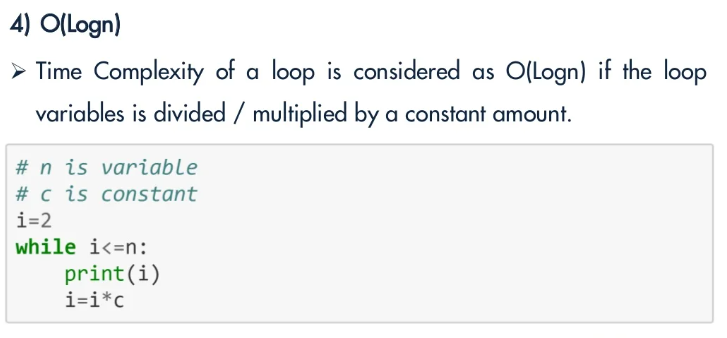 4) O(Logn)
➢ Time Complexity of a loop is considered as O(Logn) if the loop
variables is divided / multiplied by a constant amount.
# n is variable
# c is constant
i=2
while i<=n:
    print(i)
    i=i*c